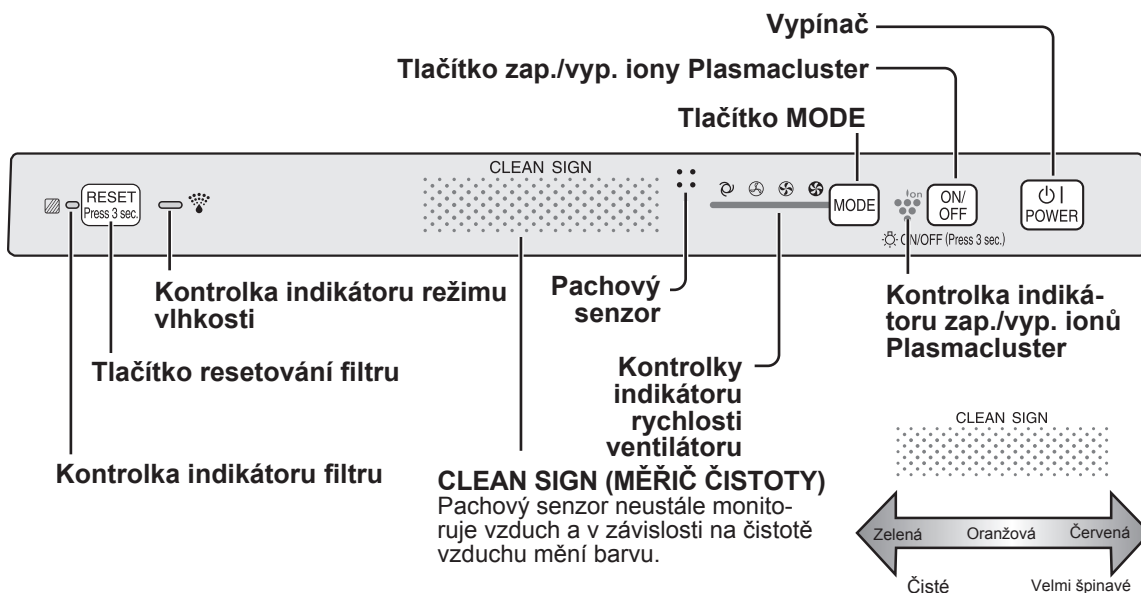 Vypínač
Tlačítko zap./vyp. iony Plasmacluster
Tlačítko MODE
CLEAN SIGN
RESET
Press 3 sec.
MODE
ion
ON/
OFF
POWER
ON/OFF (Press 3 sec.)
Kontrolka indikátoru režimu
vlhkosti
Tlačítko resetování filtru
Kontrolka indikátoru filtru
Pachový
senzor
Kontrolky
indikátoru
rychlosti
ventilátoru
Kontrolka indiká-
toru zap./vyp. ionů
Plasmacluster
CLEAN SIGN (MĚŘIČ ČISTOTY)
Pachový senzor neustále monito-
ruje vzduch a v závislosti na čistotě
vzduchu mění barvu.
CLEAN SIGN
Zelená Oranžová Červená
Čisté Velmi špinavé